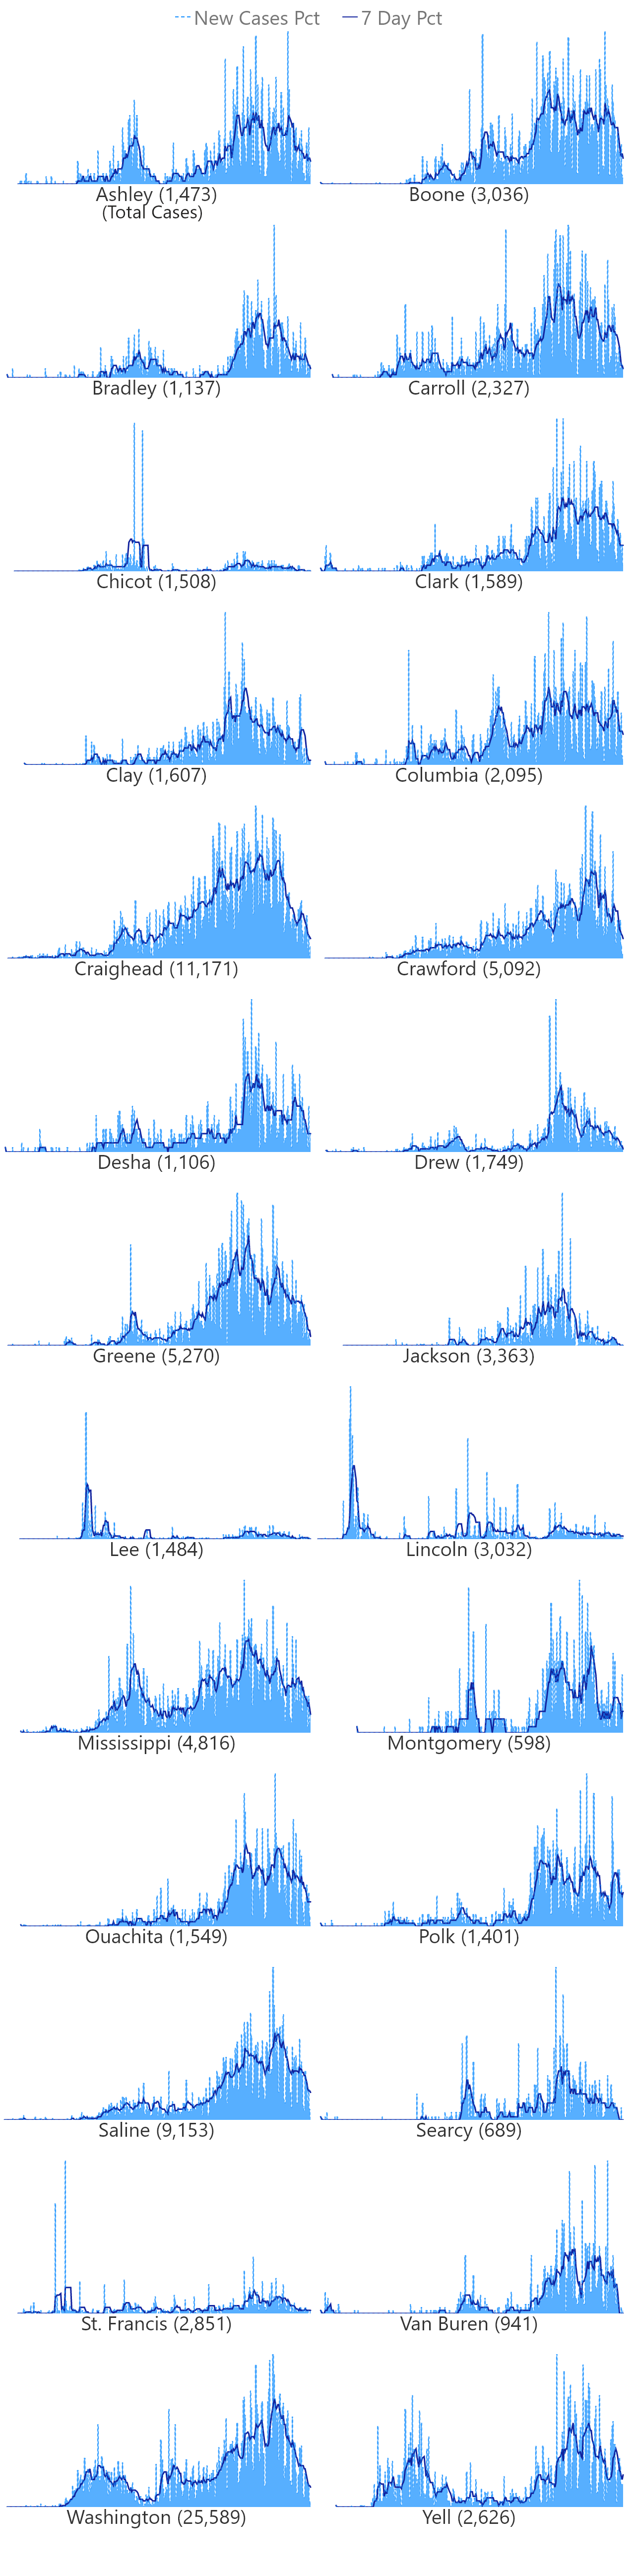 New Cases Pct 7 Day Pct
Ashley (1,473) Boone (3,036)
(Total Cases)
Bradley (1,137) Carroll (2,327)
Chicot (1,508) Clark (1,589)
Clay (1,607) Columbia (2,095)
Craighead (11,171) Crawford (5,092)
Desha (1,106) Drew (1,749)
Greene (5,270) Jackson (3,363)
Lee (1,484) Lincoln (3,032)
Mississippi (4,816) Montgomery (598)
Ouachita (1,549) Polk (1,401)
Saline (9,153) Searcy (689)
St. Francis (2,851) Van Buren (941)
Washington (25,589) Yell (2,626)